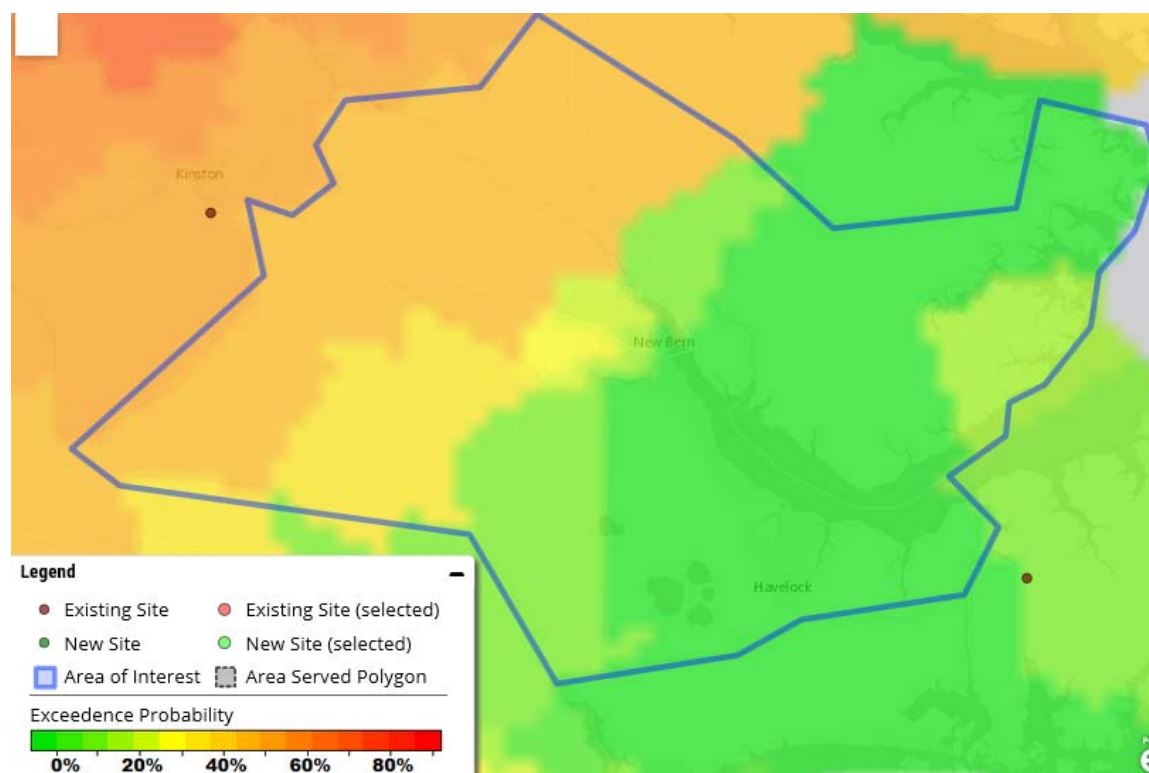 Kinston
New Bern
Havelock
Legend
Existing Site
Existing Site (selected)
New Site
New Site (selected)
Area of Interest
Area Served Polygon
Exceedence Probability
0% 20% 40% 60% 80%